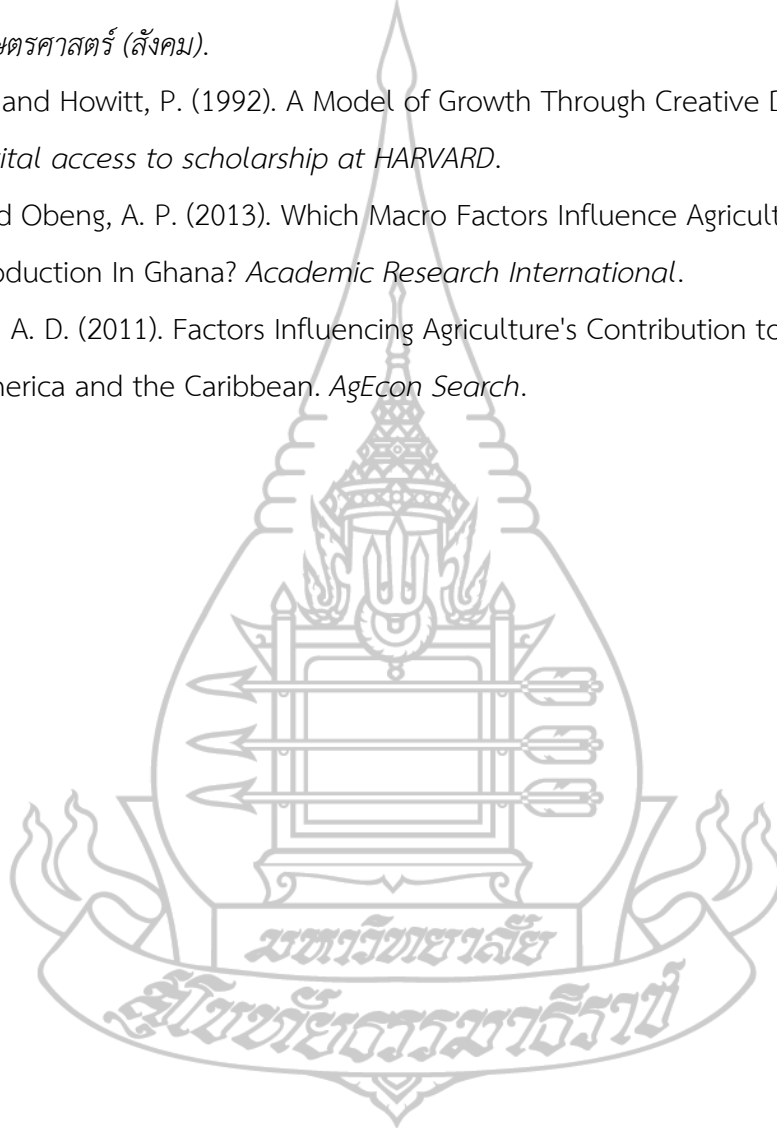 ษตรศาสตร์ (สังคม).
and Howitt, P. (1992). A Model of Growth Through Creative D
ital access to scholarship at HARVARD.
d Obeng, A. P. (2013). Which Macro Factors Influence Agricult
oduction In Ghana? Academic Research International.
A. D. (2011). Factors Influencing Agriculture's Contribution to
erica and the Caribbean. AgEcon Search.
มหาวิทยาลัย
สุโขทัยธรรมาธิราช